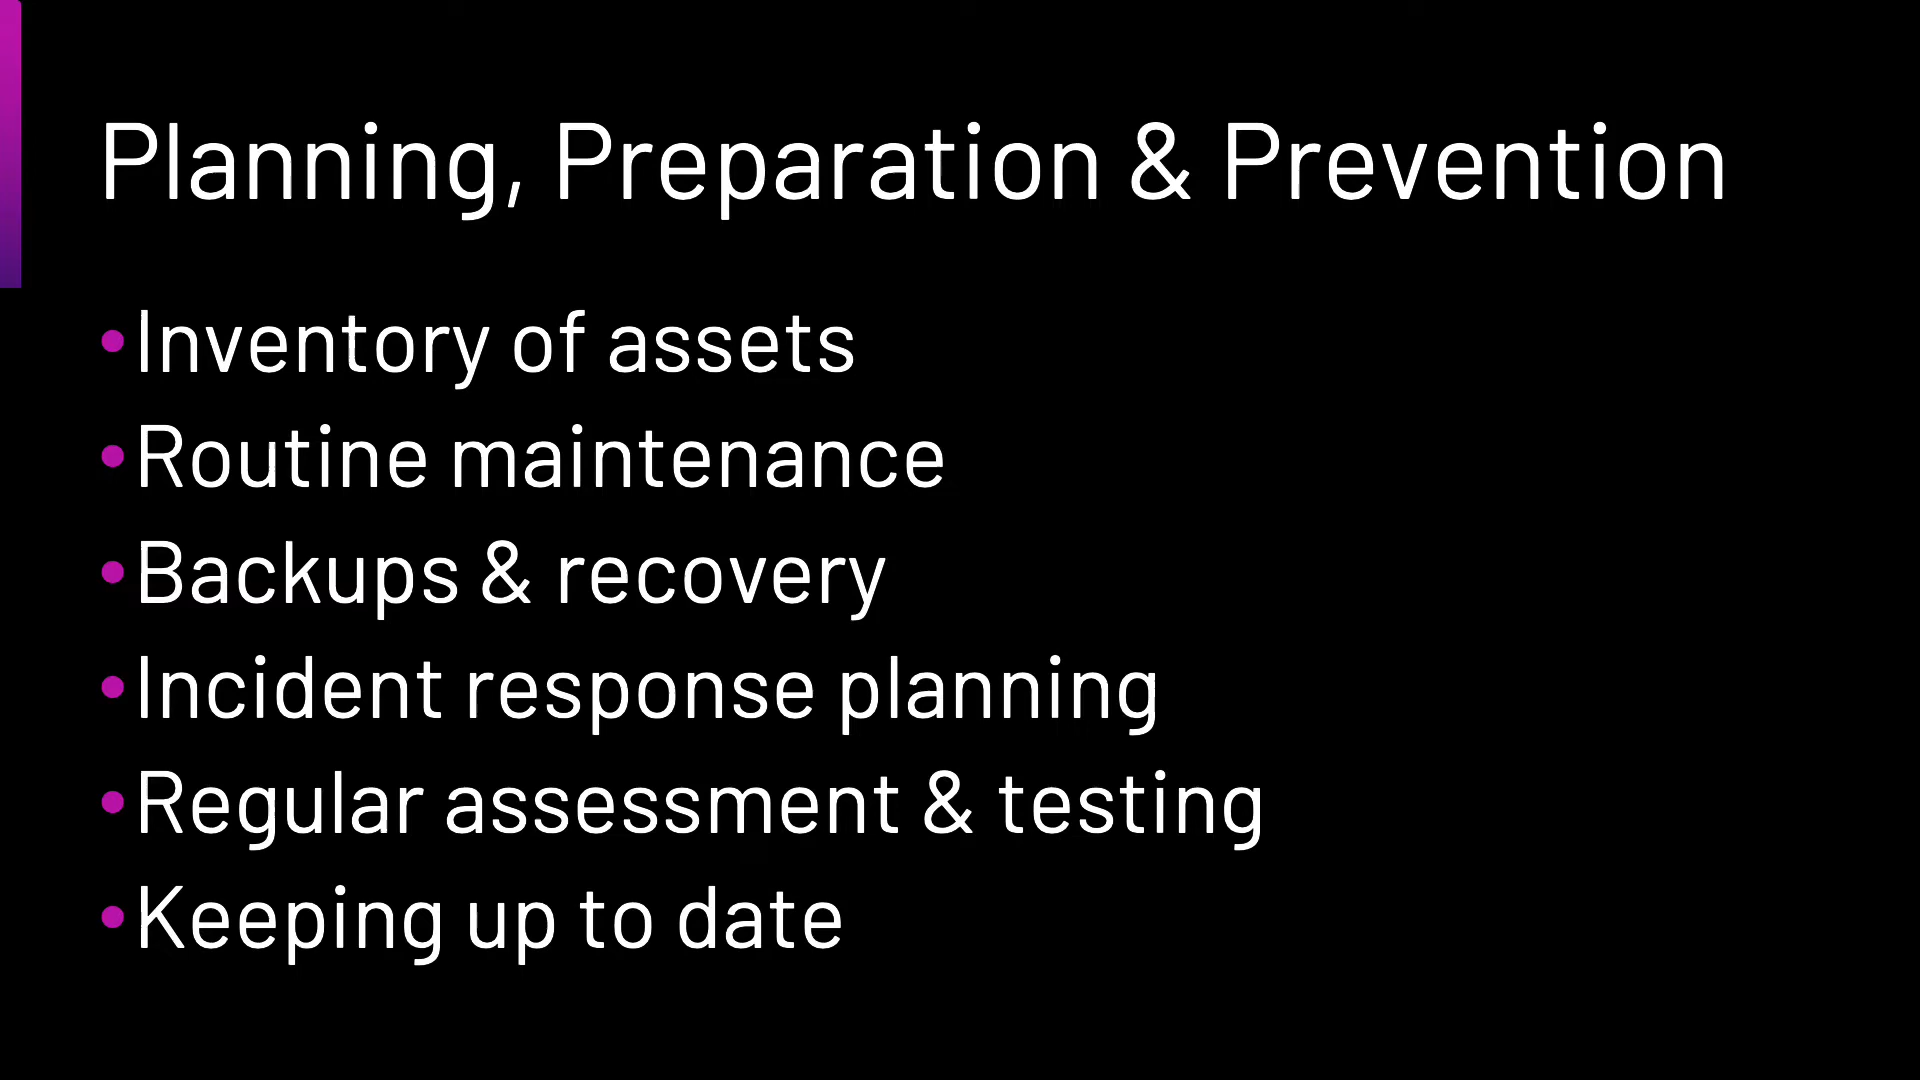 Planning, Preparation & Prevention
•Inventory of assets
•Routine maintenance
•Backups & recovery
•Incident response planning
•Regular assessment & testing
•Keeping up to date